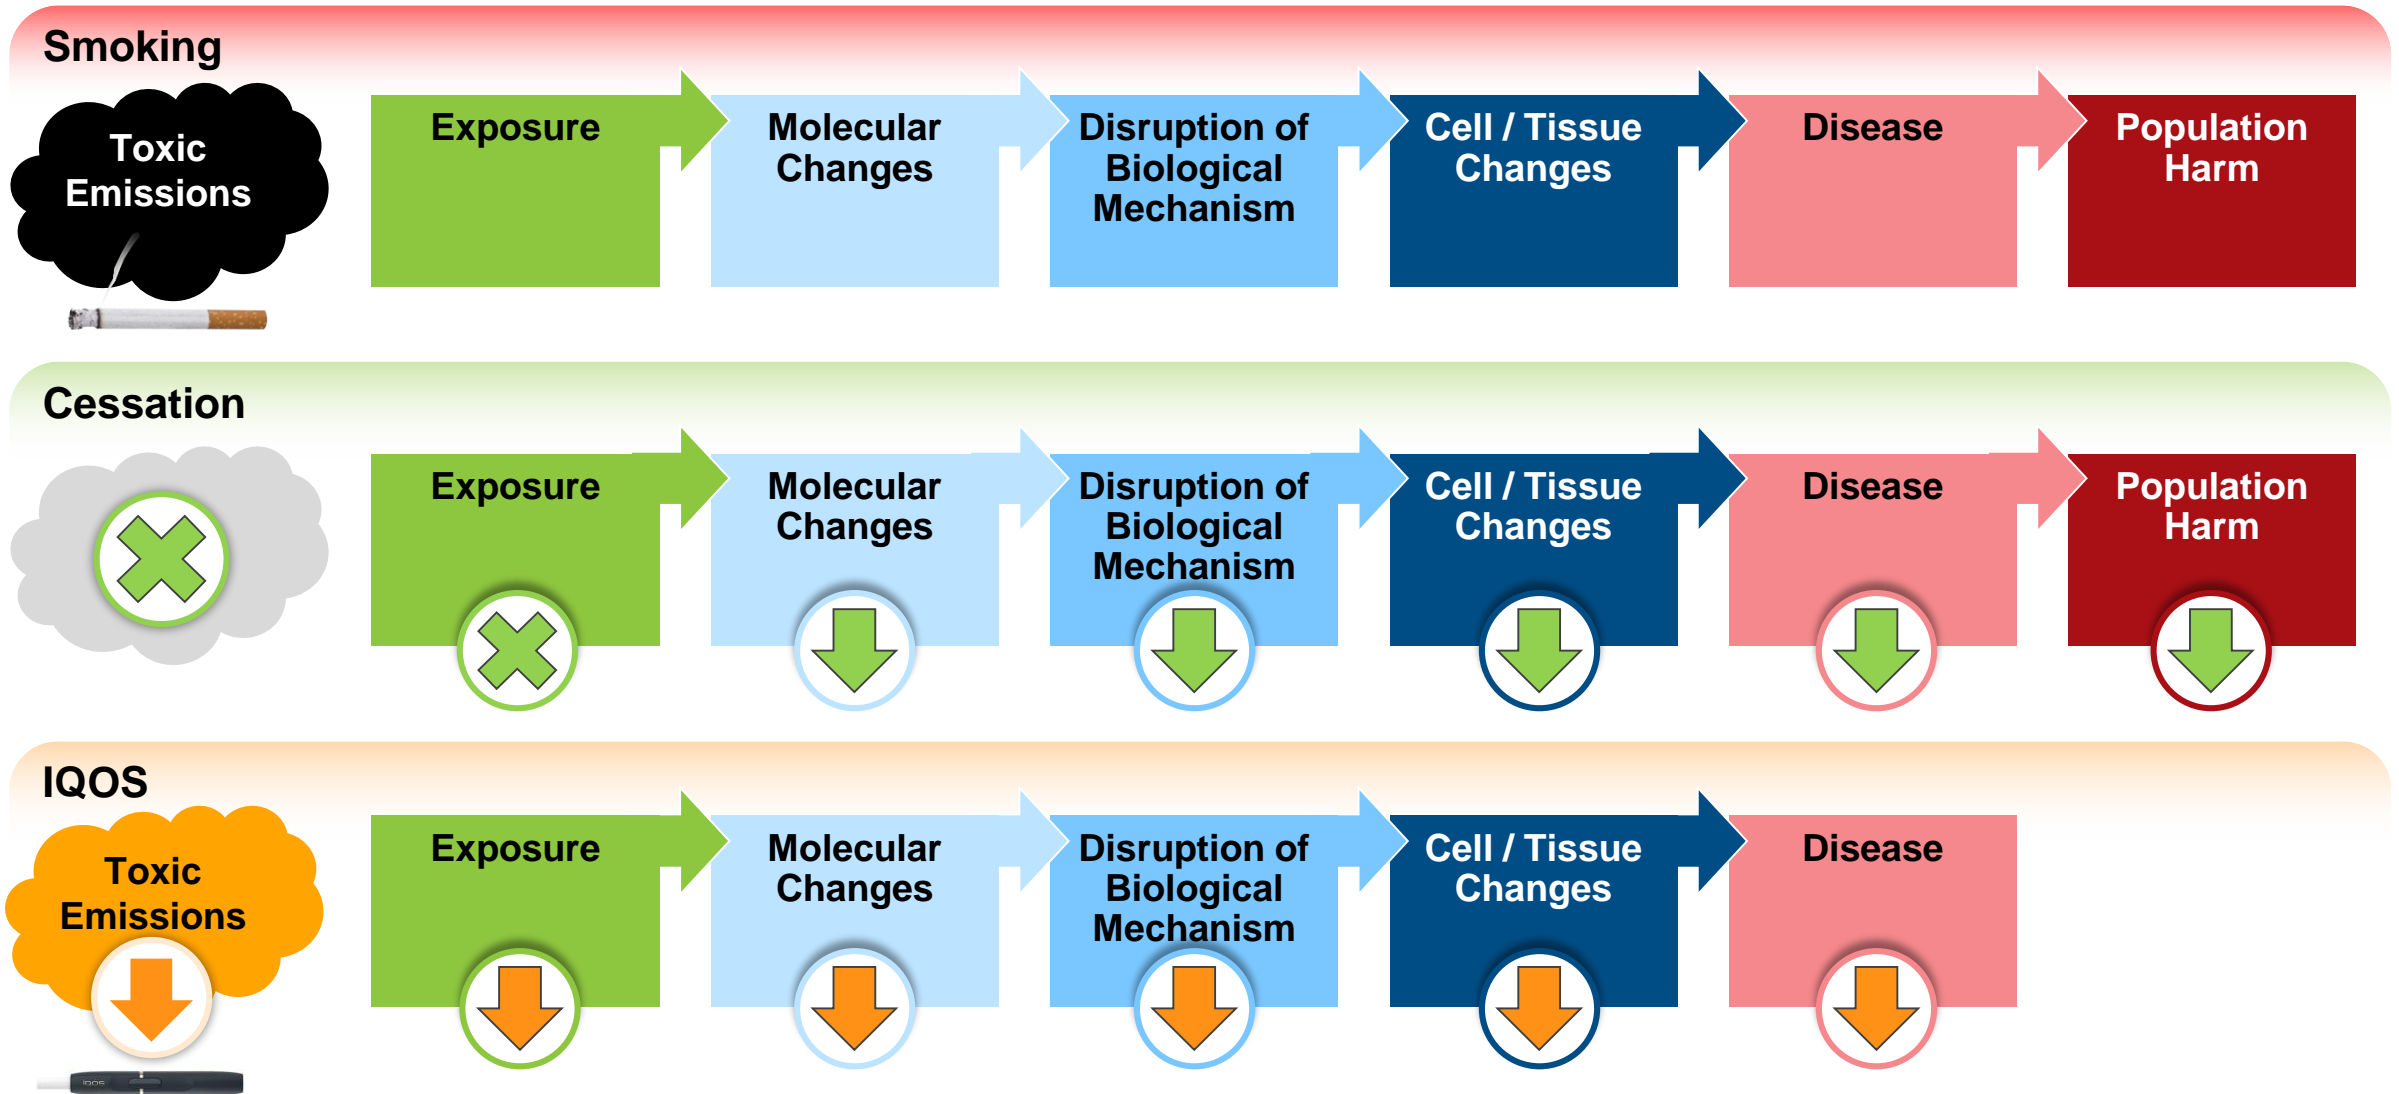 Smoking
Toxic
Emissions
Exposure
Molecular
Changes
Disruption of
Biological
Mechanism
Cell / Tissue
Changes
Disease
Population
Harm
Cessation
Exposure
Molecular
Changes
Disruption of
Biological
Mechanism
Cell / Tissue
Changes
Disease
Population
Harm
IQOS
Toxic
Emissions
Exposure
Molecular
Changes
Disruption of
Biological
Mechanism
Cell / Tissue
Changes
Disease
IQOS